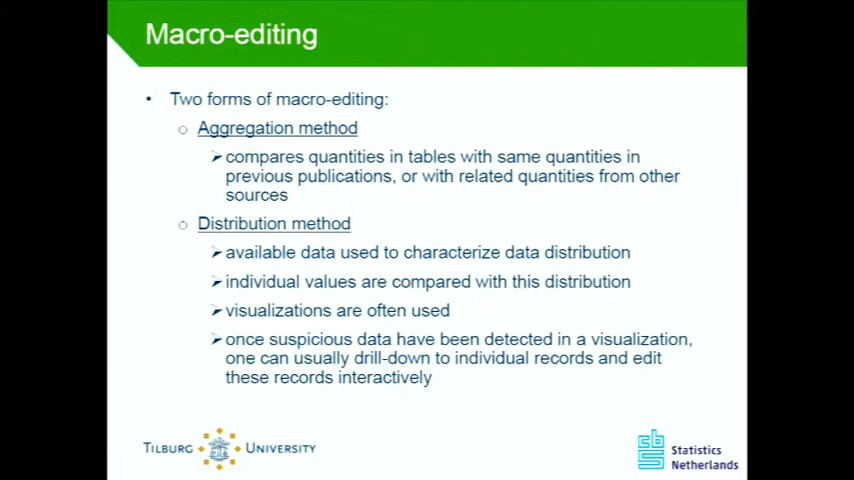 Macro-editing
• Two forms of macro-editing:
○ Aggregation method
➢ compares quantities in tables with same quantities in
previous publications, or with related quantities from other
sources
○ Distribution method
➢ available data used to characterize data distribution
➢ individual values are compared with this distribution
➢ visualizations are often used
➢ once suspicious data have been detected in a visualization,
one can usually drill-down to individual records and edit
these records interactively
TILBURG UNIVERSITY
cbs
Statistics
Netherlands